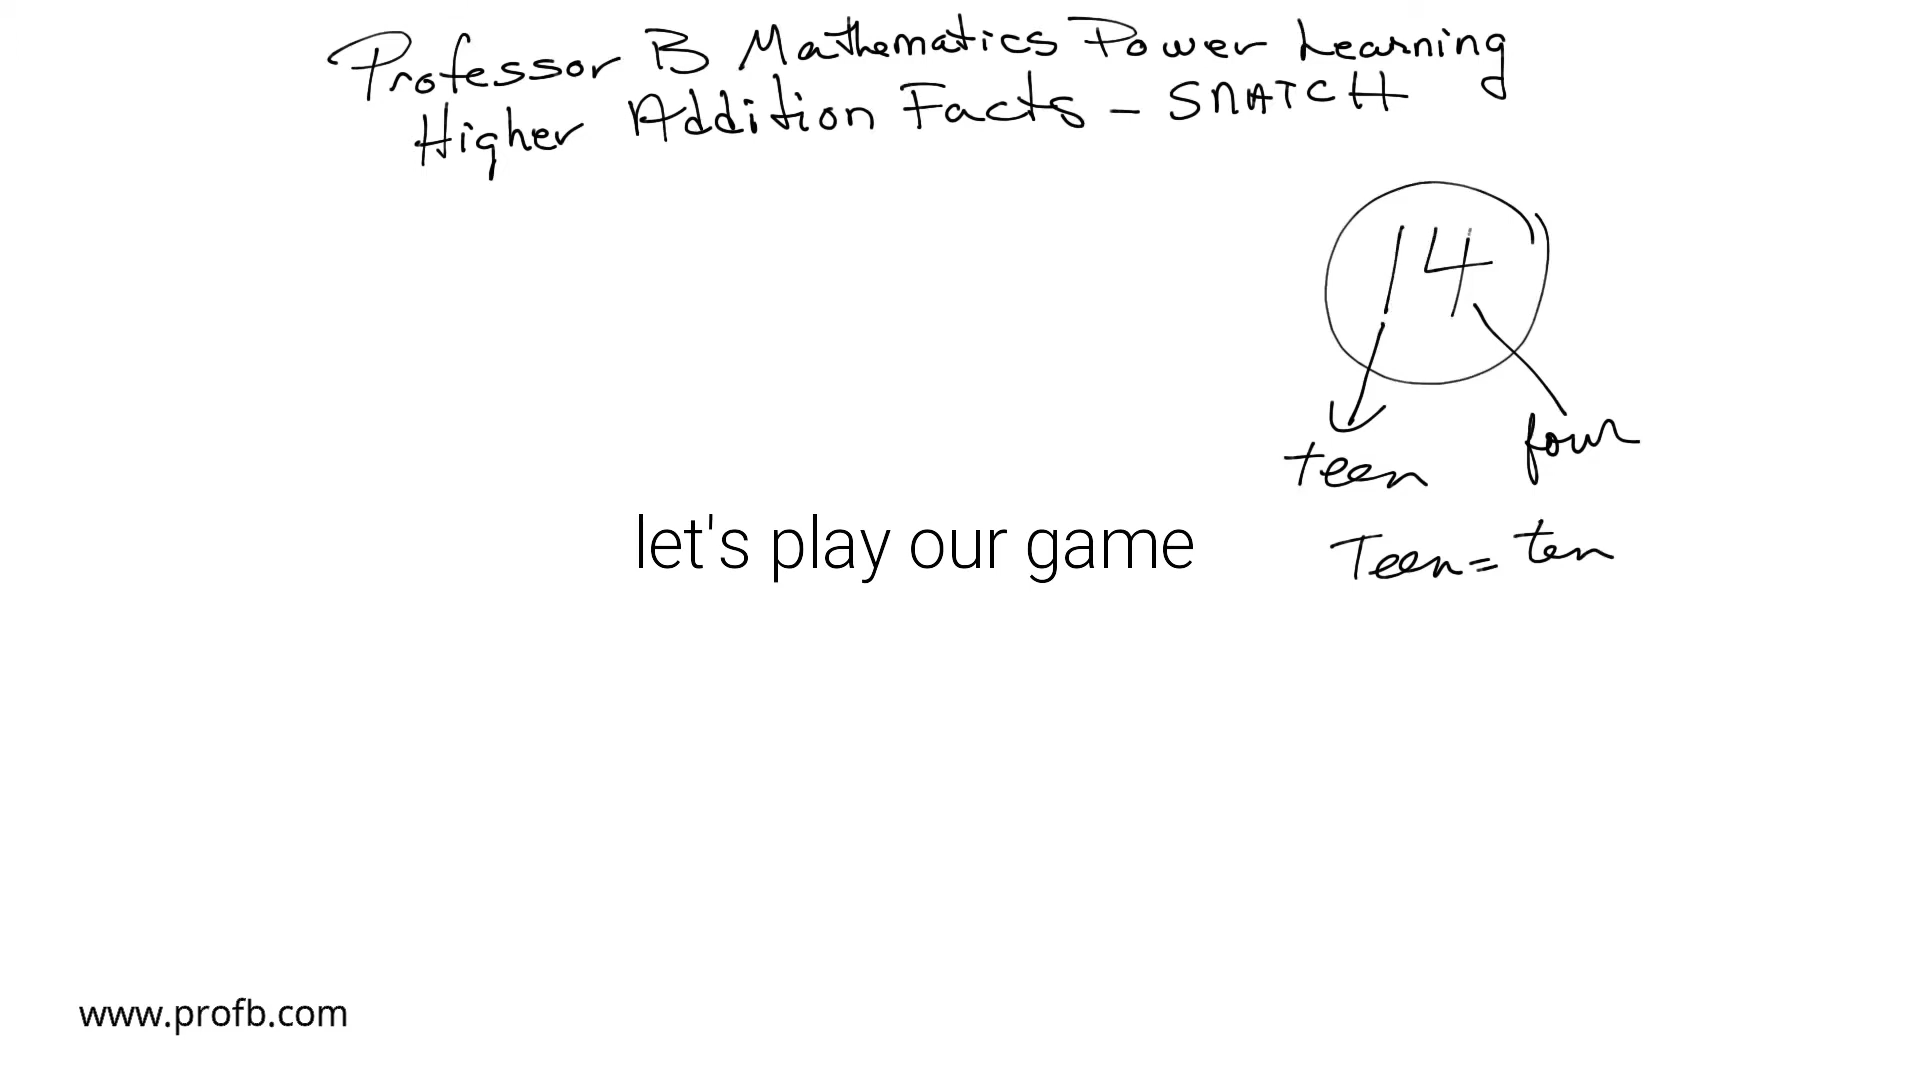 Professor B Mathematics Power Learning
Higher Addition Facts - SNATCH
14
teen four
Teen = ten
let's play our game
www.profb.com